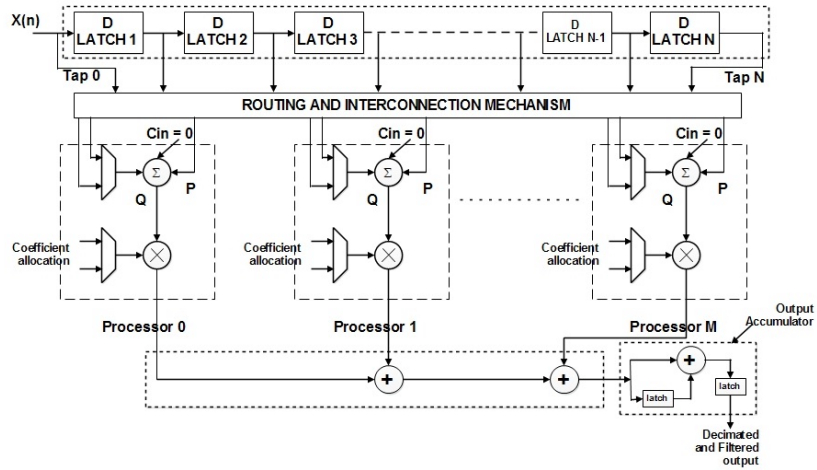 X(n)
D
LATCH 1
D
LATCH 2
D
LATCH 3
D
LATCH N-1
D
LATCH N
Tap 0
Tap N
ROUTING AND INTERCONNECTION MECHANISM
Cin = 0
Cin = 0
Cin = 0
Σ
Σ
Σ
P
P
P
Q
Q
Q
Coefficient
allocation
Coefficient
allocation
Coefficient
allocation
Processor 0
Processor 1
Processor M
Output
Accumulator
+
+
+
latch
latch
Decimated
and Filtered
output